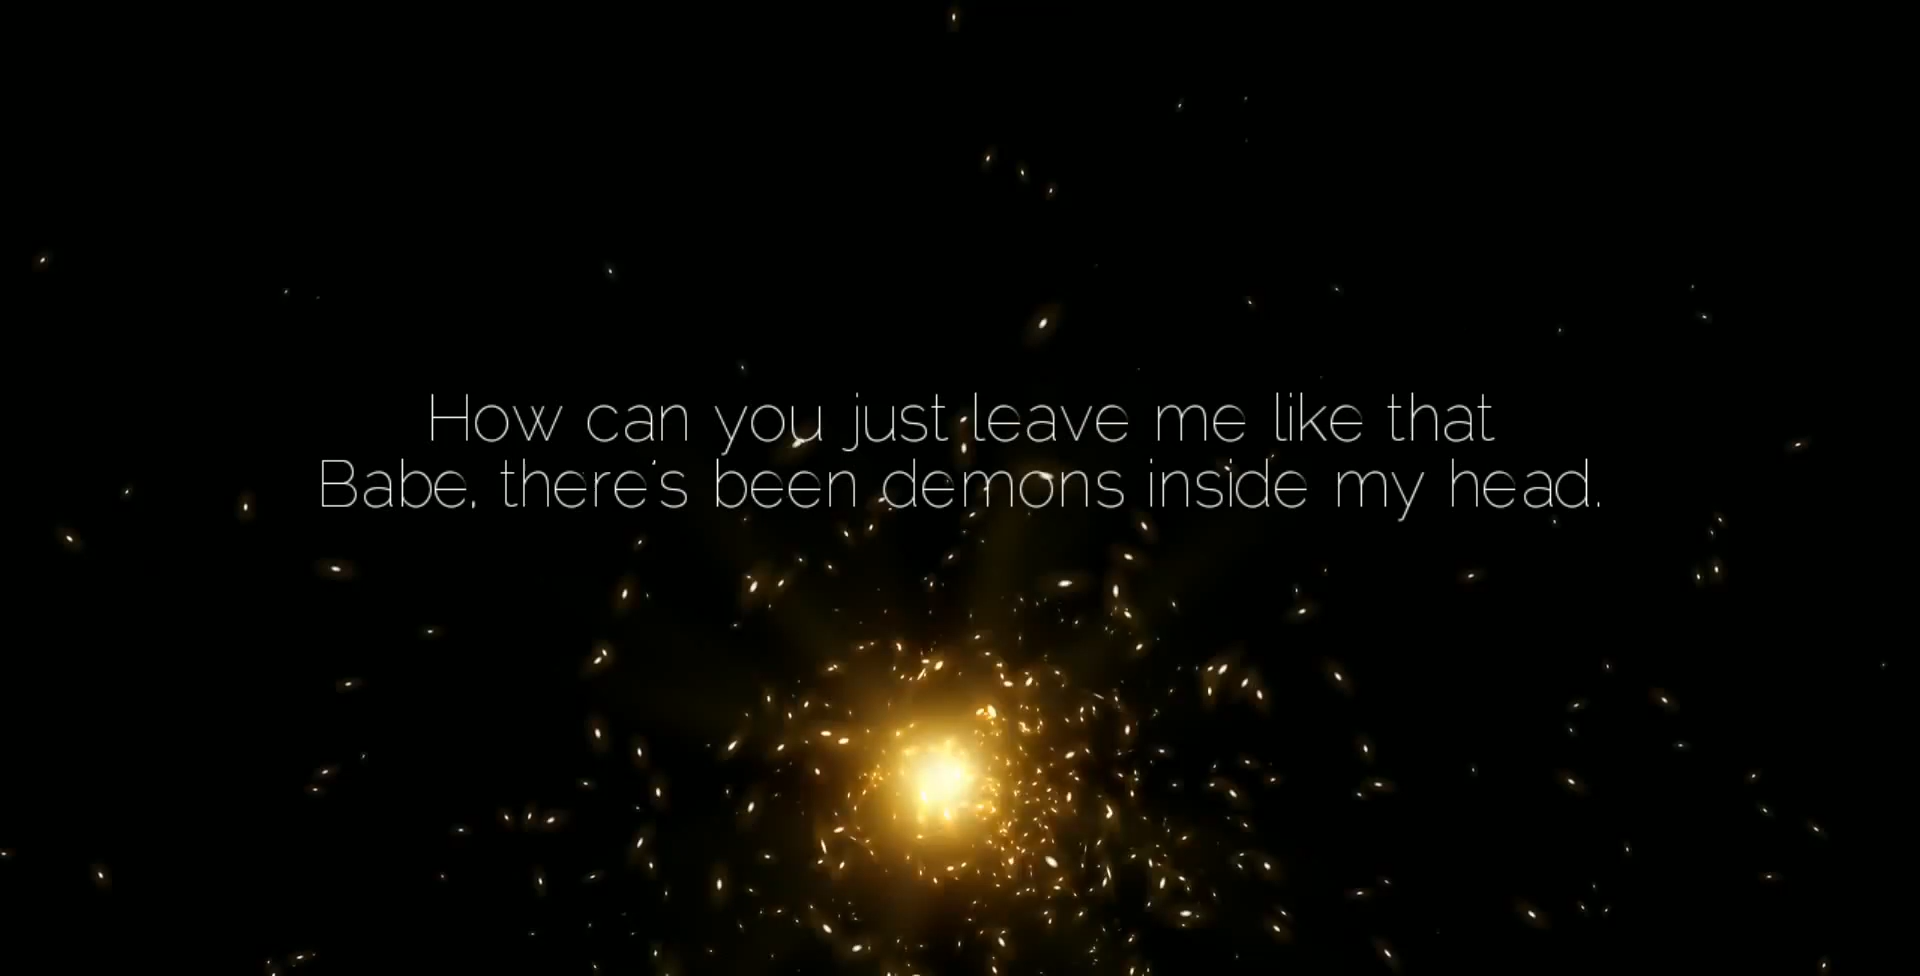 How can you just leave me like that
Babe, there's been demons inside my head.